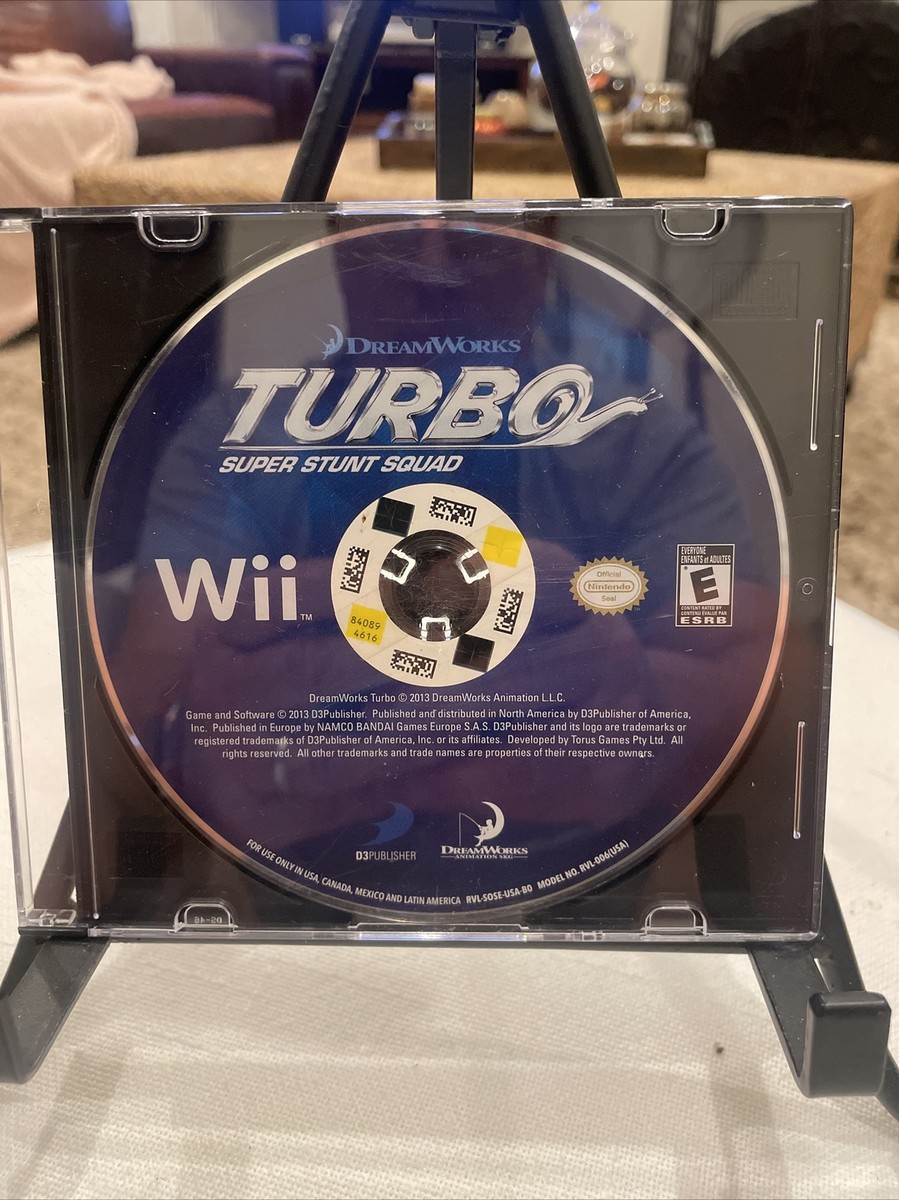 DREAMWORKS
TURBO
SUPER STUNT SQUAD
Wii™
84089
4616
Official
Nintendo
Seal
EVERYONE
ENFANTS et ADULTES
E
CONTENT RATED BY
CONTENU ÉVALUÉ PAR
ESRB
DreamWorks Turbo © 2013 DreamWorks Animation L.L.C.
Game and Software © 2013 D3Publisher. Published and distributed in North America by D3Publisher of America,
Inc. Published in Europe by NAMCO BANDAI Games Europe S.A.S. D3Publisher and its logo are trademarks or
registered trademarks of D3Publisher of America, Inc. or its affiliates. Developed by Torus Games Pty Ltd. All
rights reserved. All other trademarks and trade names are properties of their respective owners.
D3PUBLISHER
DREAMWORKS
ANIMATION SKG
FOR USE ONLY IN USA, CANADA, MEXICO AND LATIN AMERICA RVL-SOSE-USA-B0 MODEL NO. RVL-006(USA)